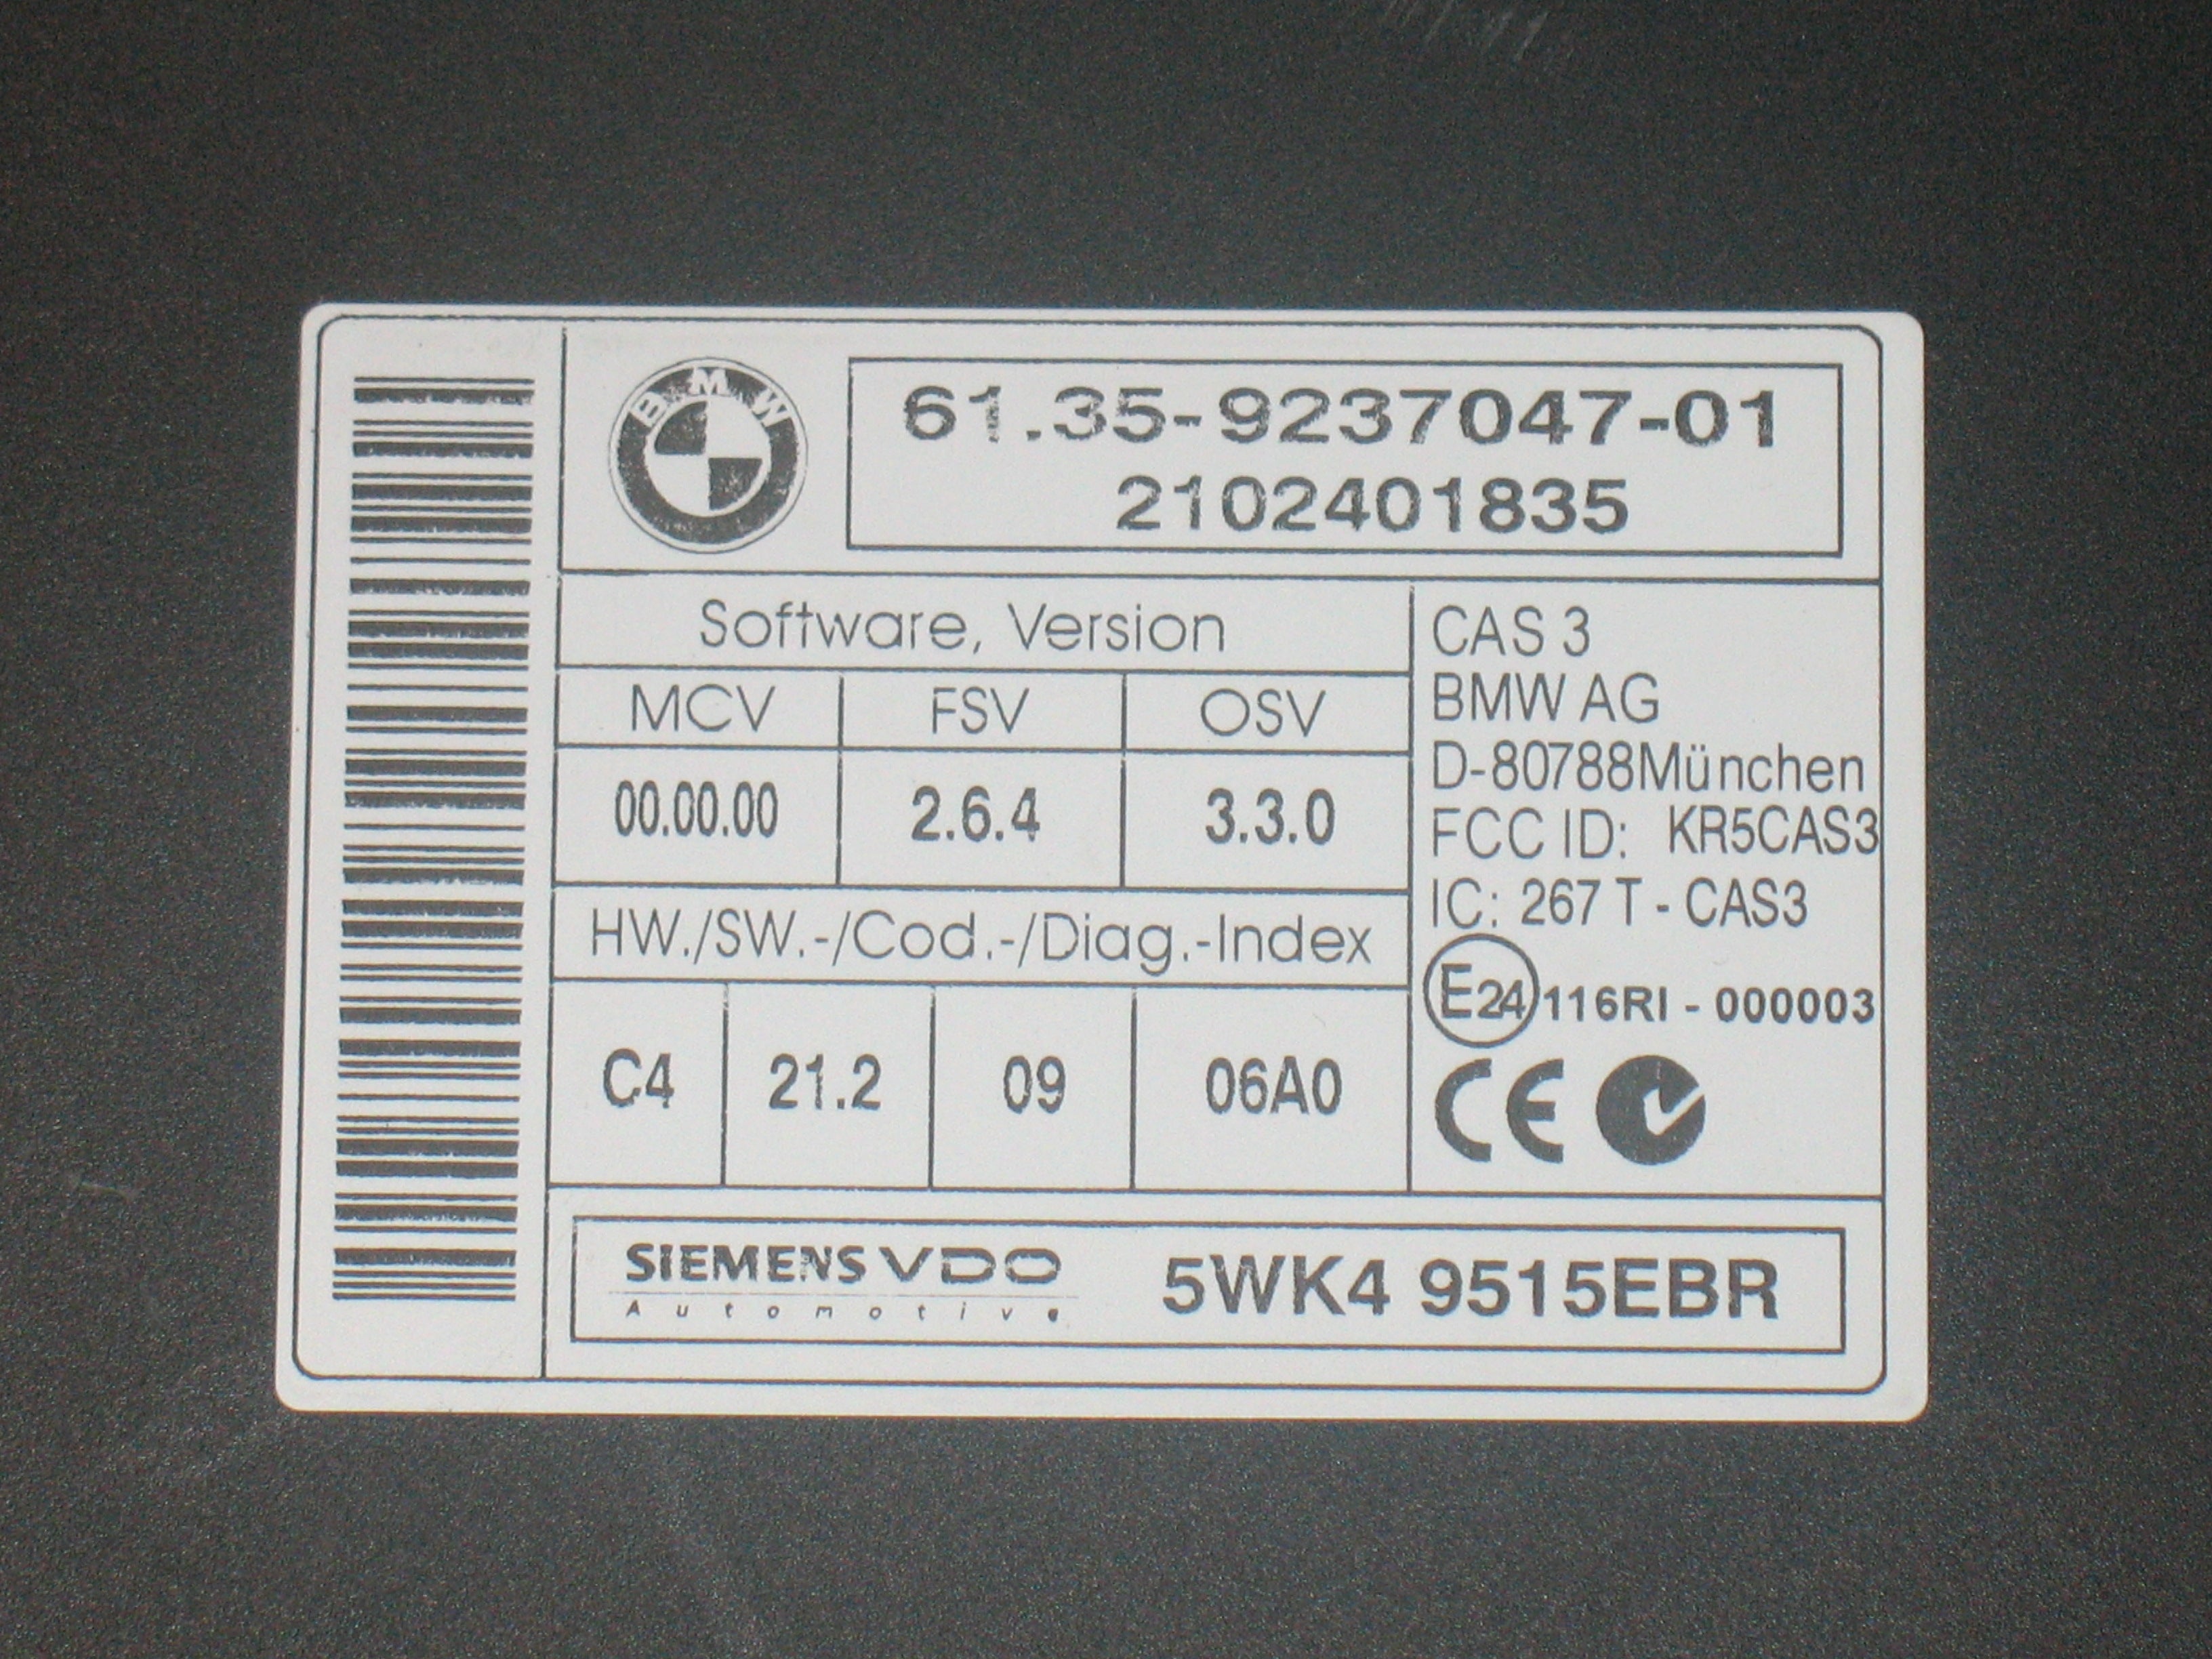 BMW
61.35-9237047-01
2102401835
Software, Version
MCV FSV OSV
00.00.00 2.6.4 3.3.0
HW./SW.-/Cod.-/Diag.-Index
C4 21.2 09 06A0
CAS 3
BMW AG
D-80788München
FCC ID: KR5CAS3
IC: 267 T - CAS3
E24 116RI - 000003
CE
SIEMENS VDO
Automotive
5WK4 9515EBR